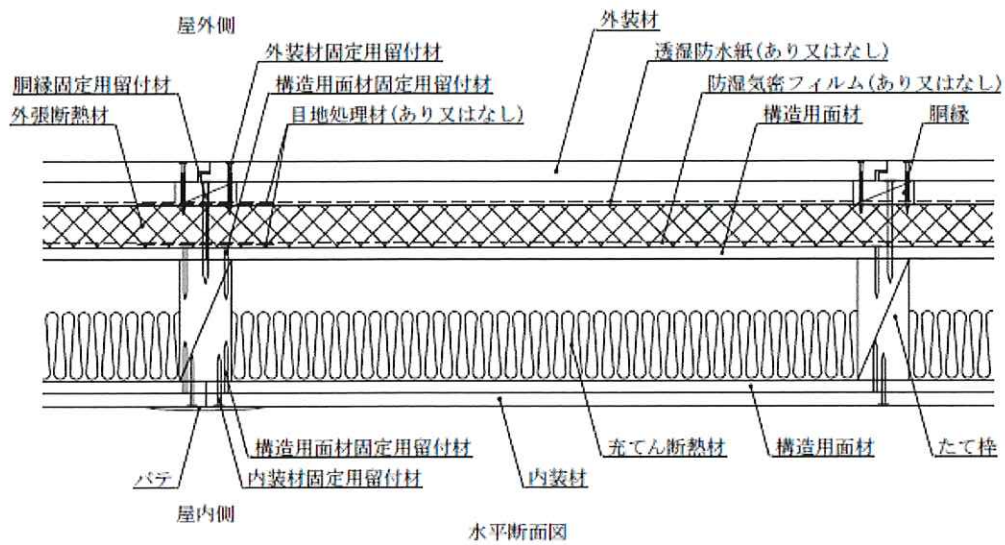 屋外側
外装材
外装材固定用留付材
透湿防水紙(あり又はなし)
胴縁固定用留付材
構造用面材固定用留付材
防湿気密フィルム(あり又はなし)
外張断熱材
目地処理材(あり又はなし)
構造用面材
胴縁
構造用面材固定用留付材
充てん断熱材
構造用面材
たて枠
パテ
内装材固定用留付材
内装材
屋内側
水平断面図